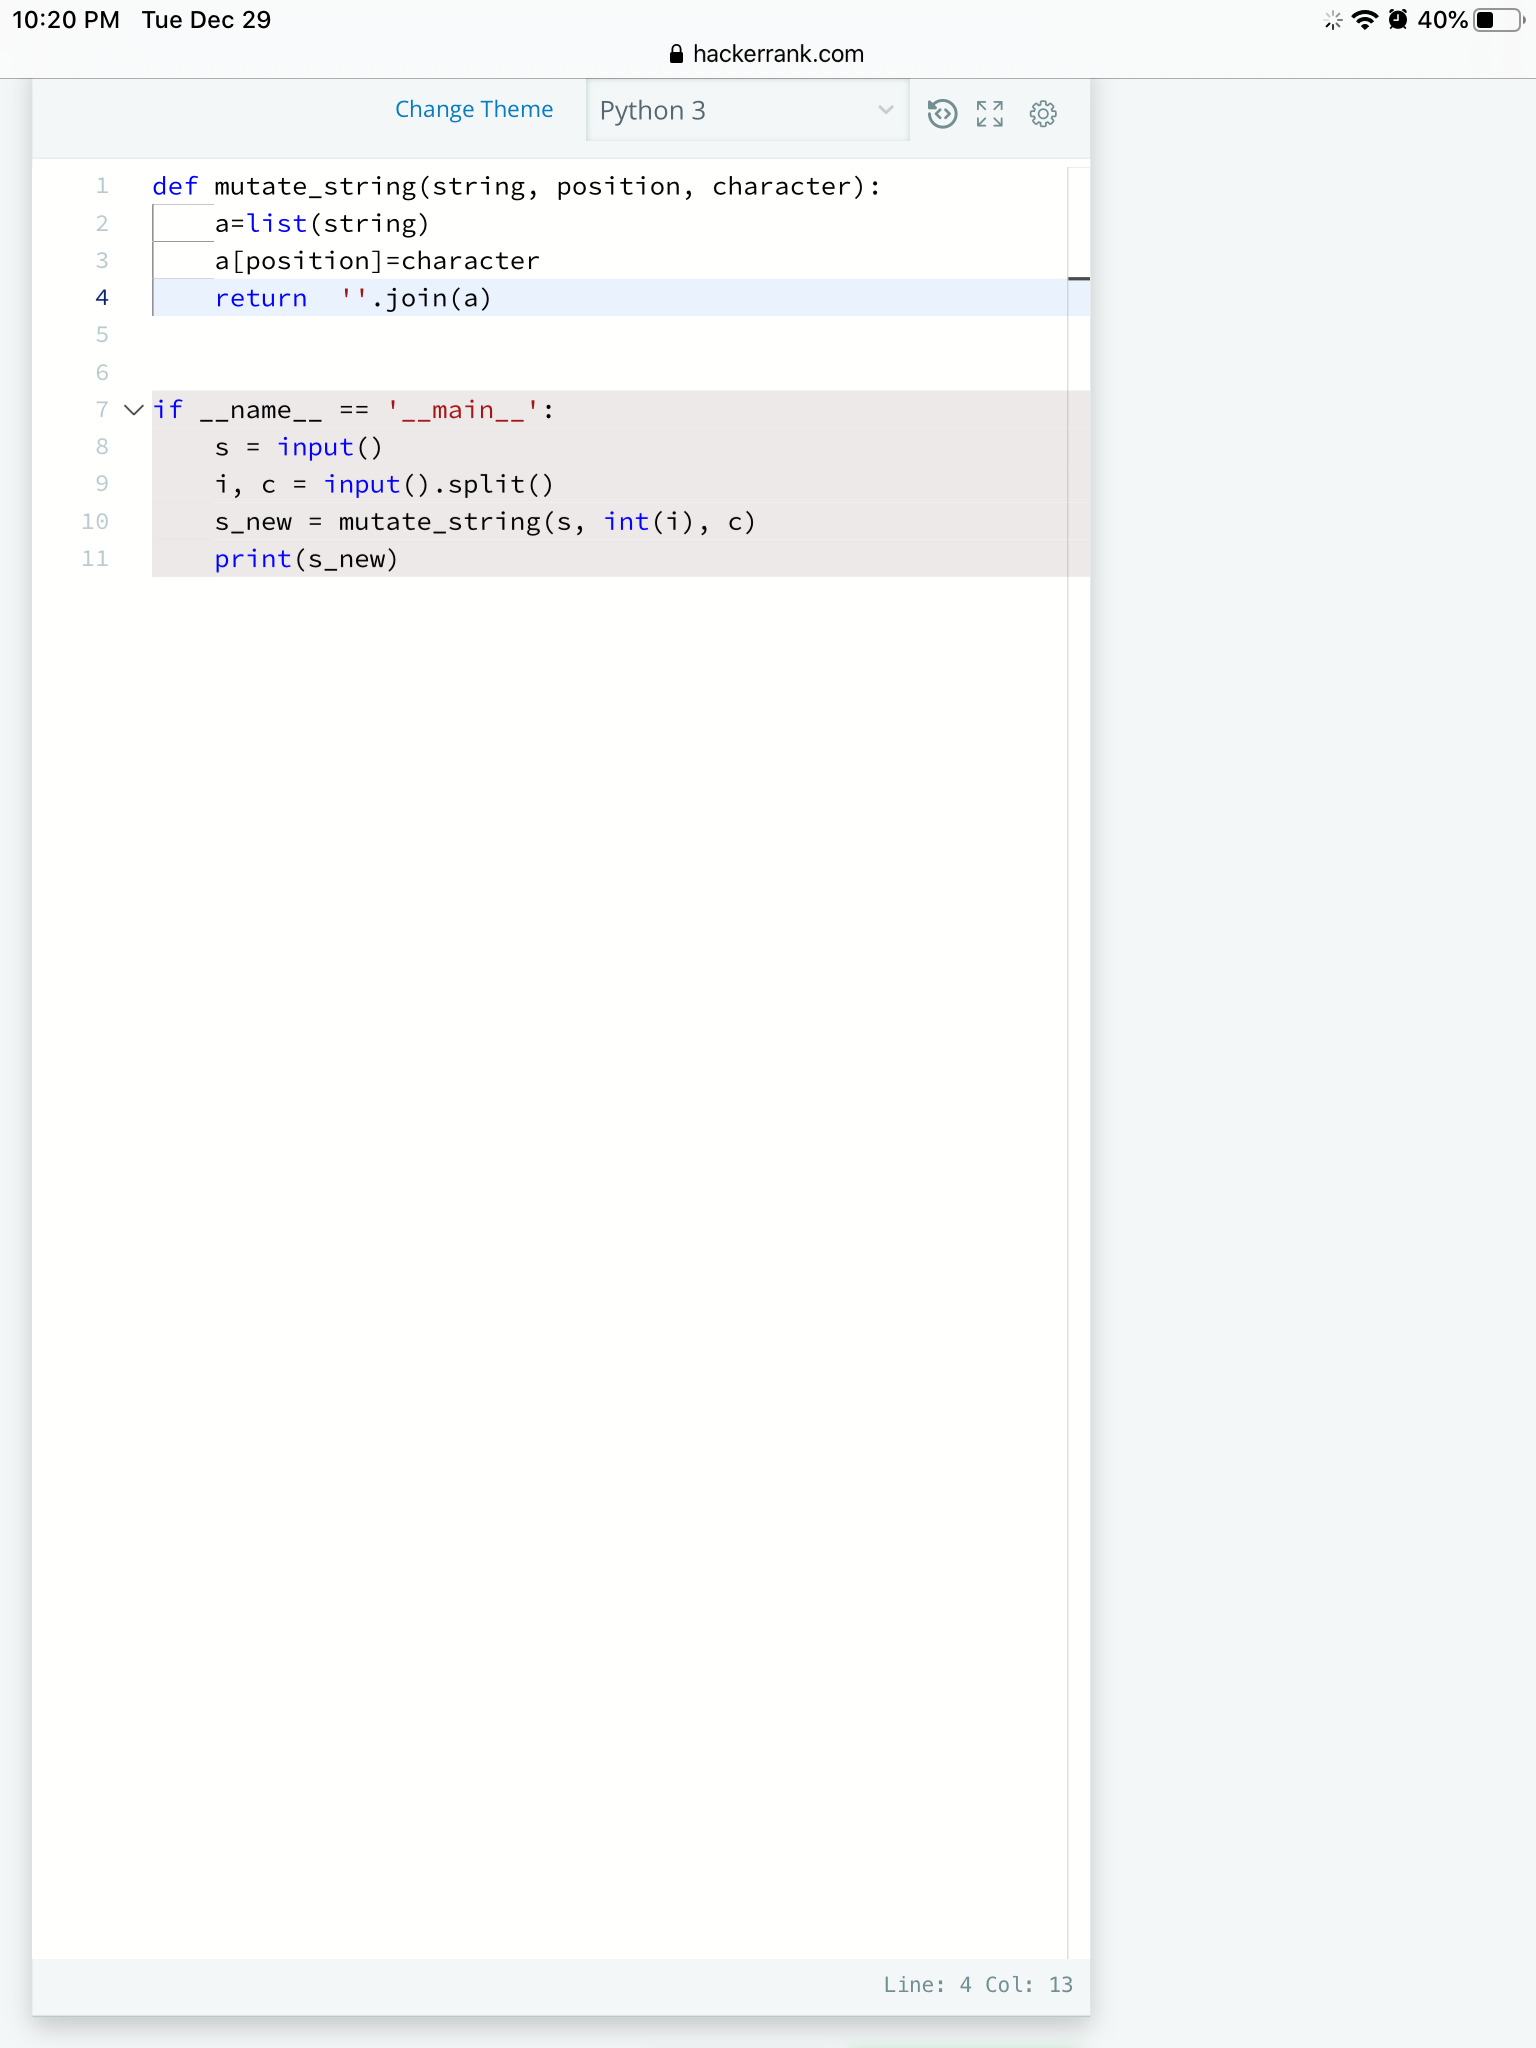 10:20 PM Tue Dec 29 40%
hackerrank.com
Change Theme Python 3
1 def mutate_string(string, position, character):
2     a=list(string)
3     a[position]=character
4     return  ''.join(a)
5
6
7 if __name__ == '__main__':
8     s = input()
9     i, c = input().split()
10     s_new = mutate_string(s, int(i), c)
11     print(s_new)
Line: 4 Col: 13